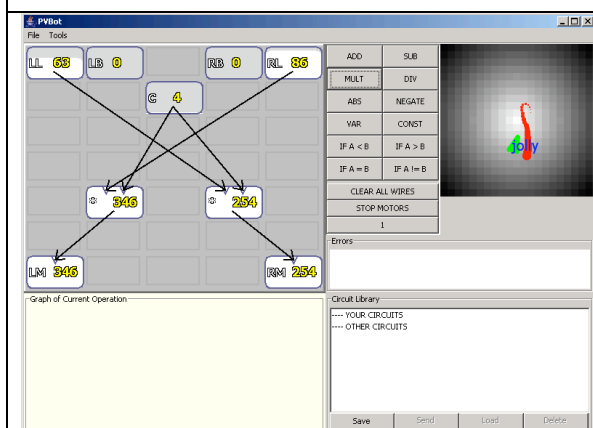 PVBot
File Tools
LL 63 LB 0 RB 0 RL 86
C 4
* 346 * 254
LM 346 RM 254
ADD SUB
MULT DIV
ABS NEGATE
VAR CONST
IF A < B IF A > B
IF A = B IF A != B
CLEAR ALL WIRES
STOP MOTORS
1
jolly
Errors
Graph of Current Operation
Circuit Library
---- YOUR CIRCUITS
---- OTHER CIRCUITS
Save Send Load Delete